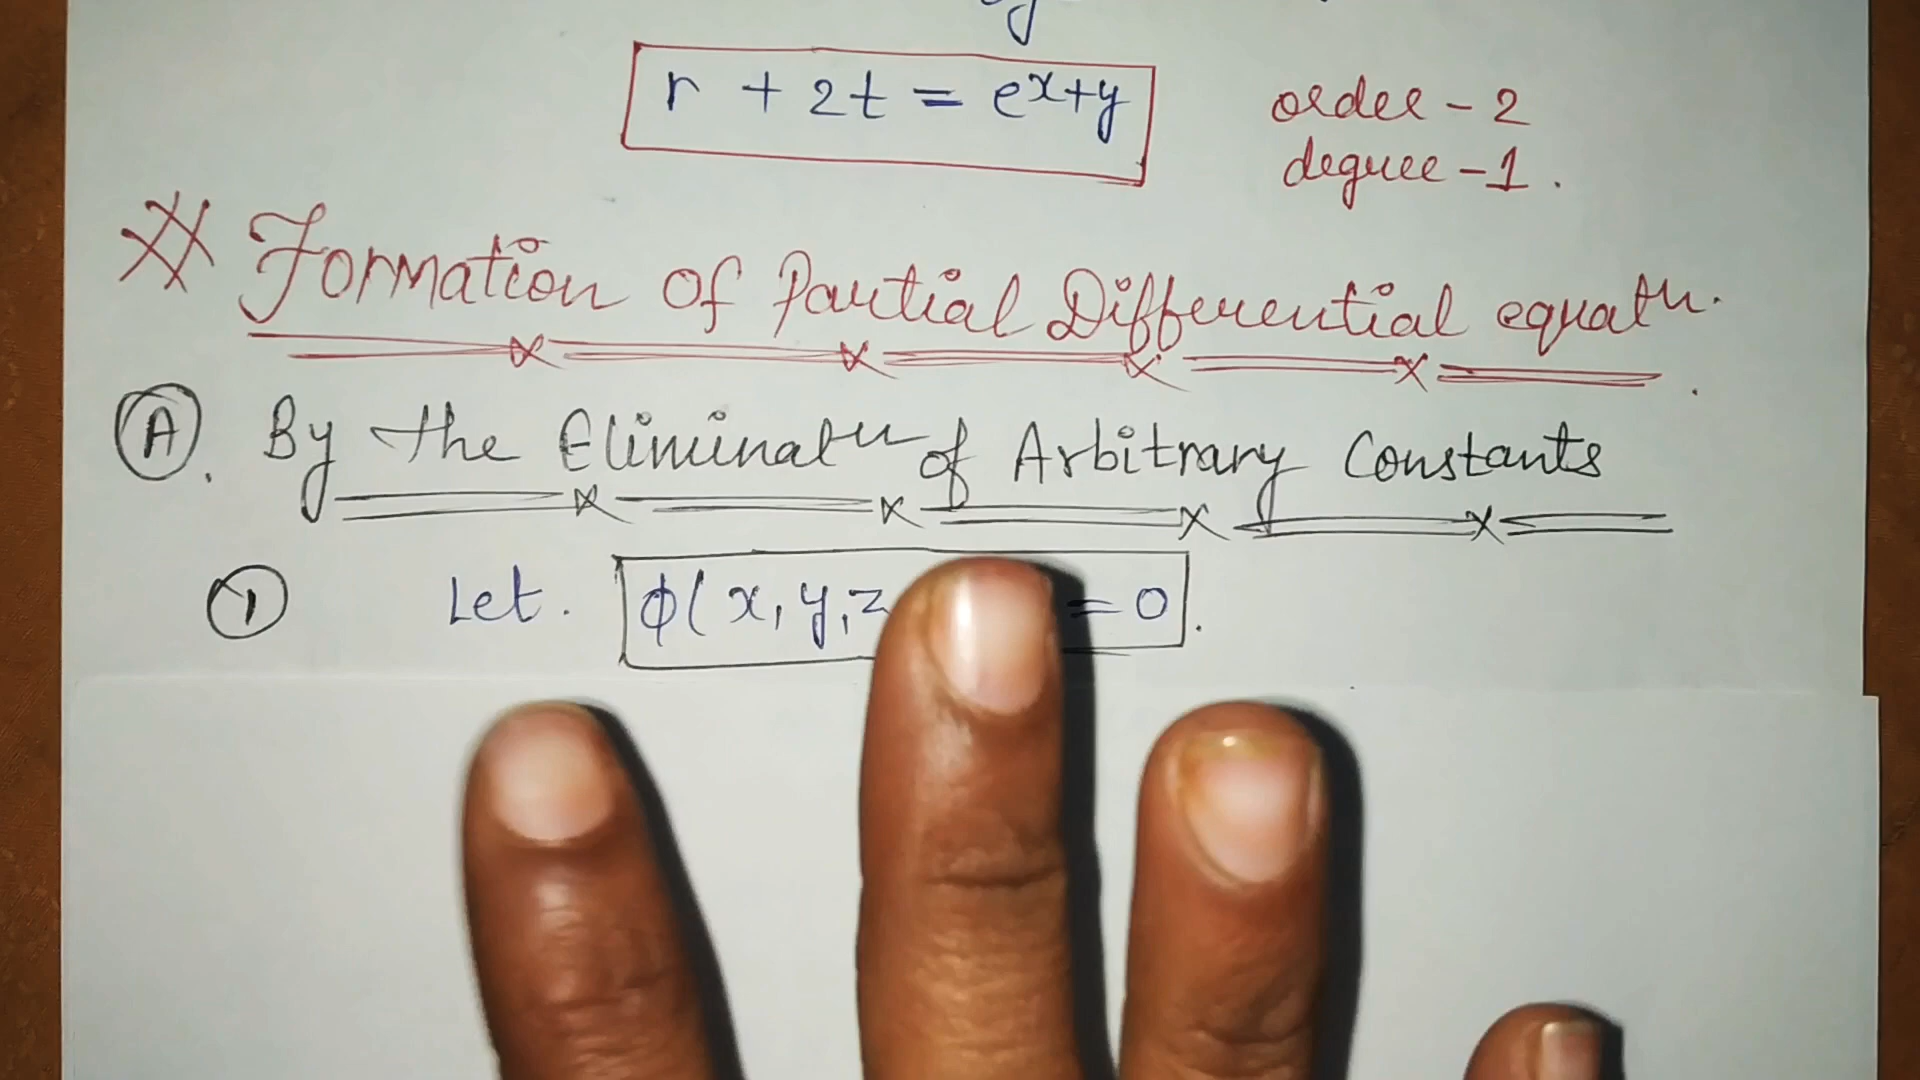 r + 2t = e^{x+y}
order - 2
degree - 1.
Formation of Partial Differential equatn.
(A). By the Eliminatn of Arbitrary Constants
(1) Let. ϕ(x, y, z = 0.